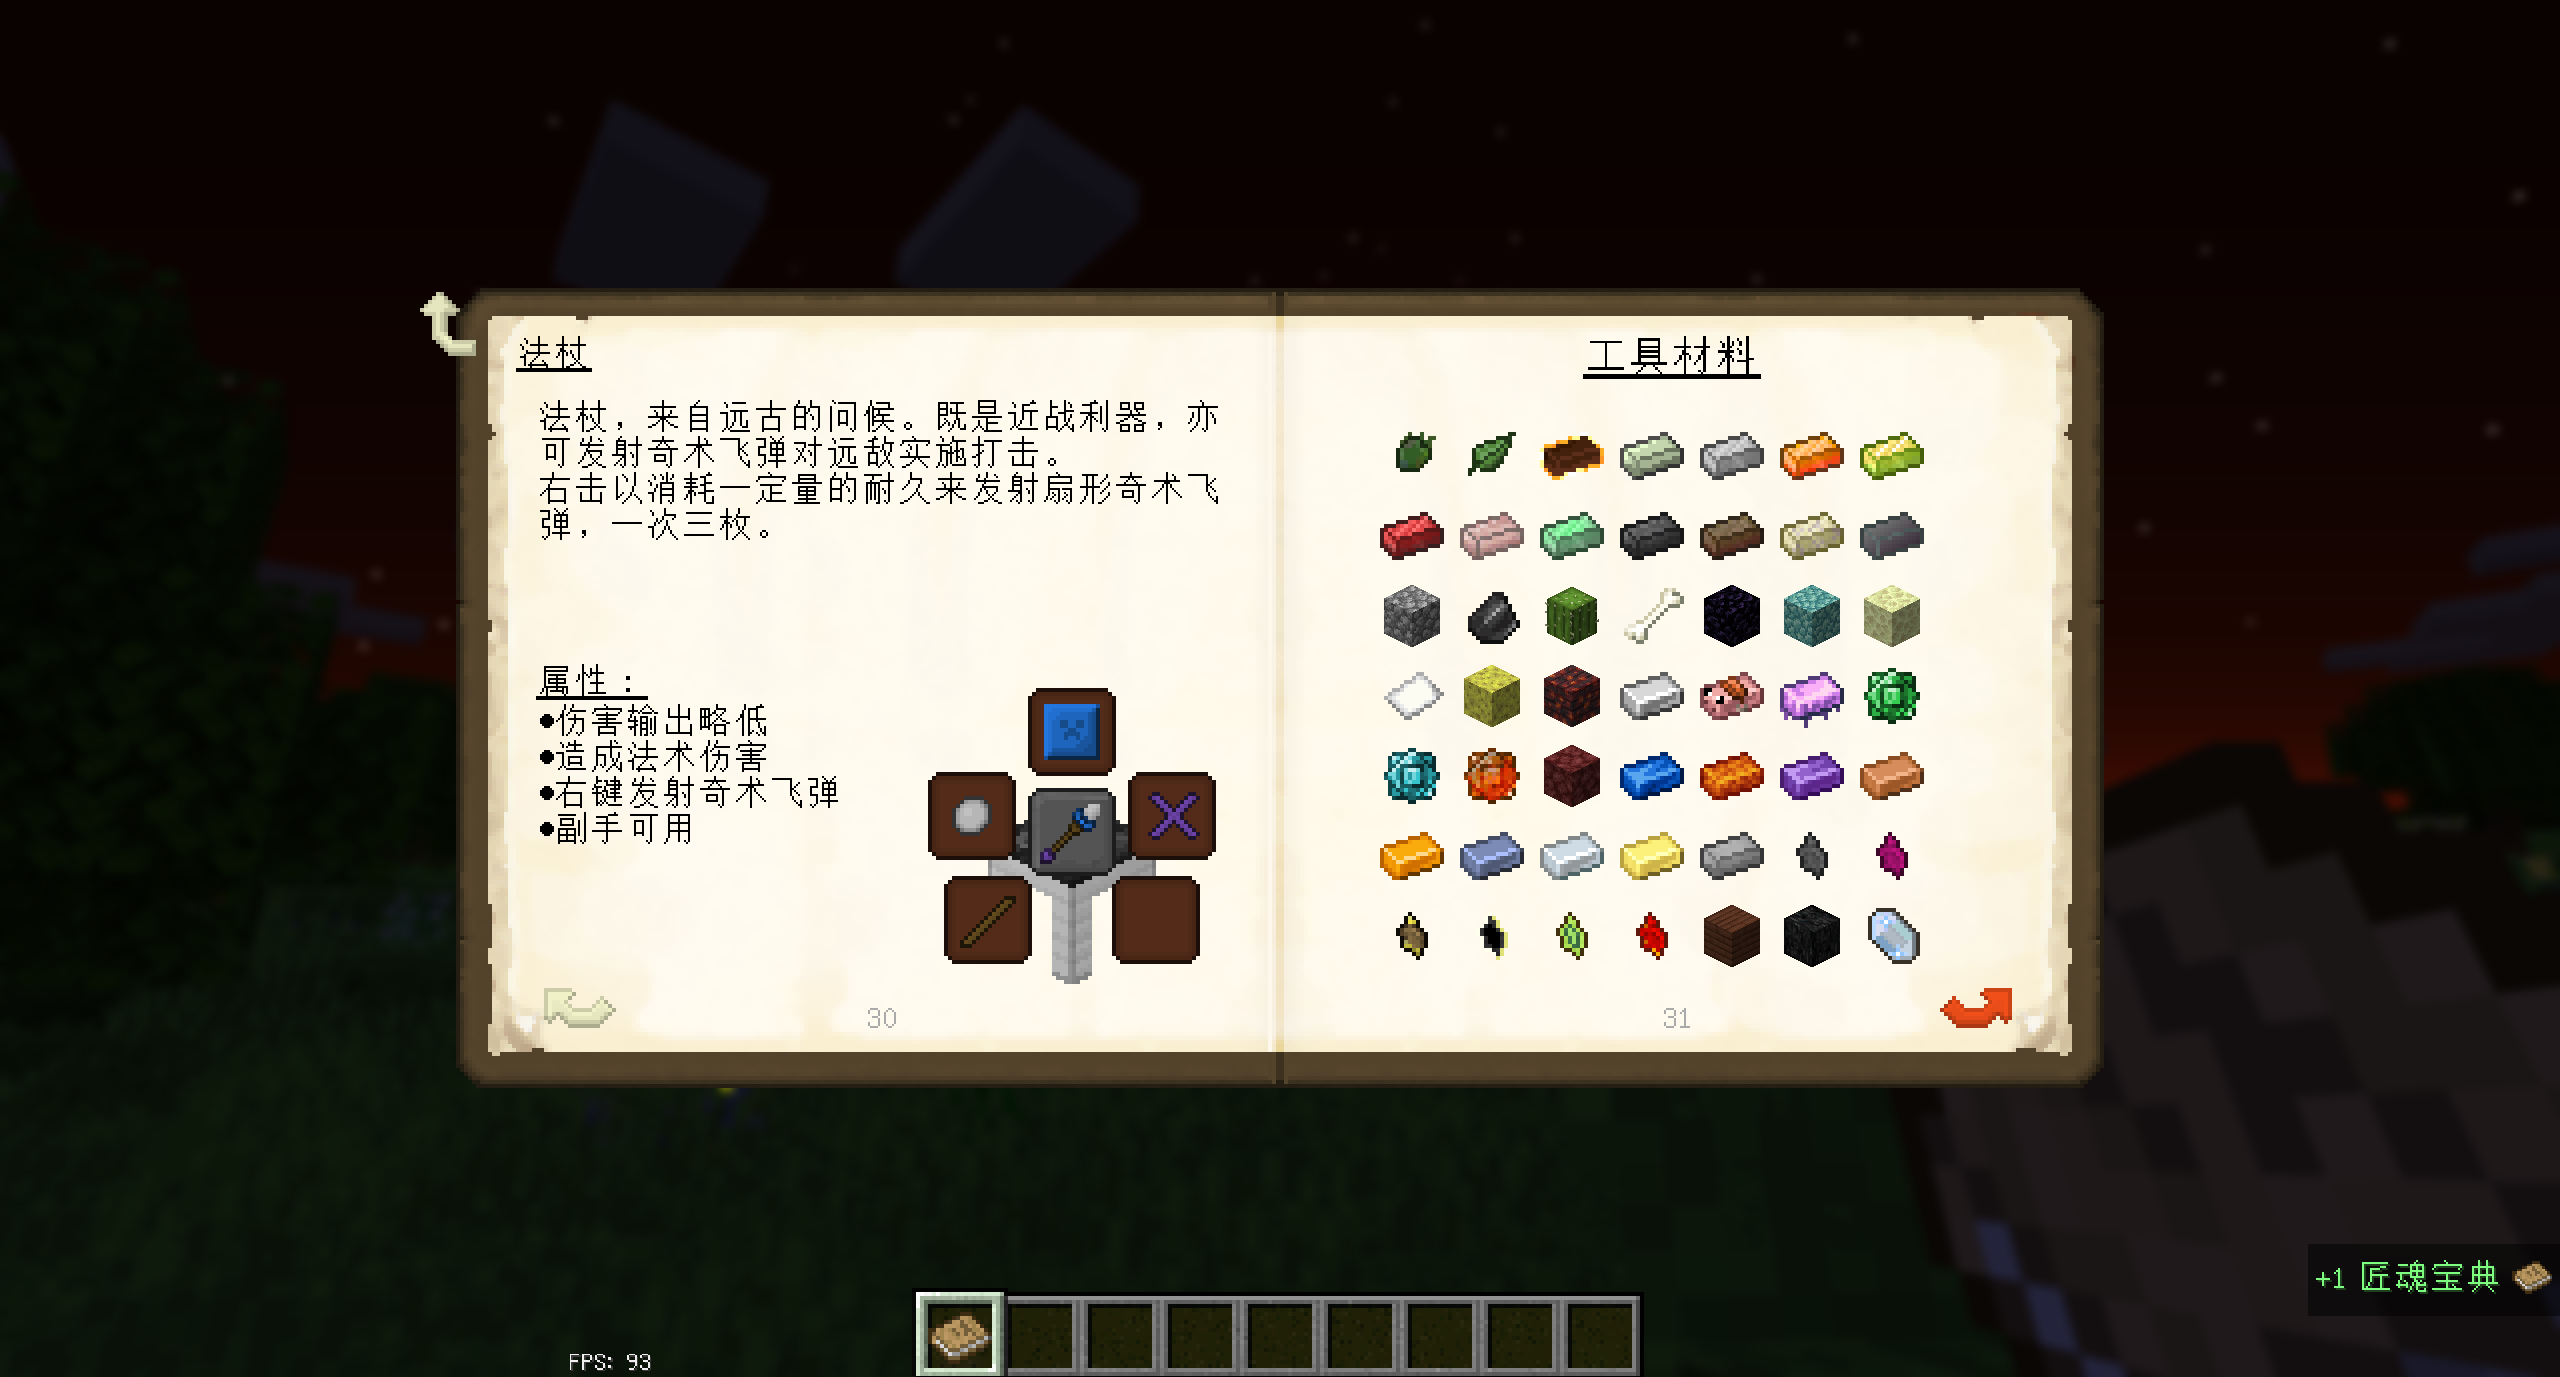 法杖
法杖，来自远古的问候。既是近战利器，亦
可发射奇术飞弹对远敌实施打击。
右击以消耗一定量的耐久来发射扇形奇术飞
弹，一次三枚。
属性：
●伤害输出略低
●造成法术伤害
●右键发射奇术飞弹
●副手可用
30
工具材料
31
+1 匠魂宝典
FPS: 93